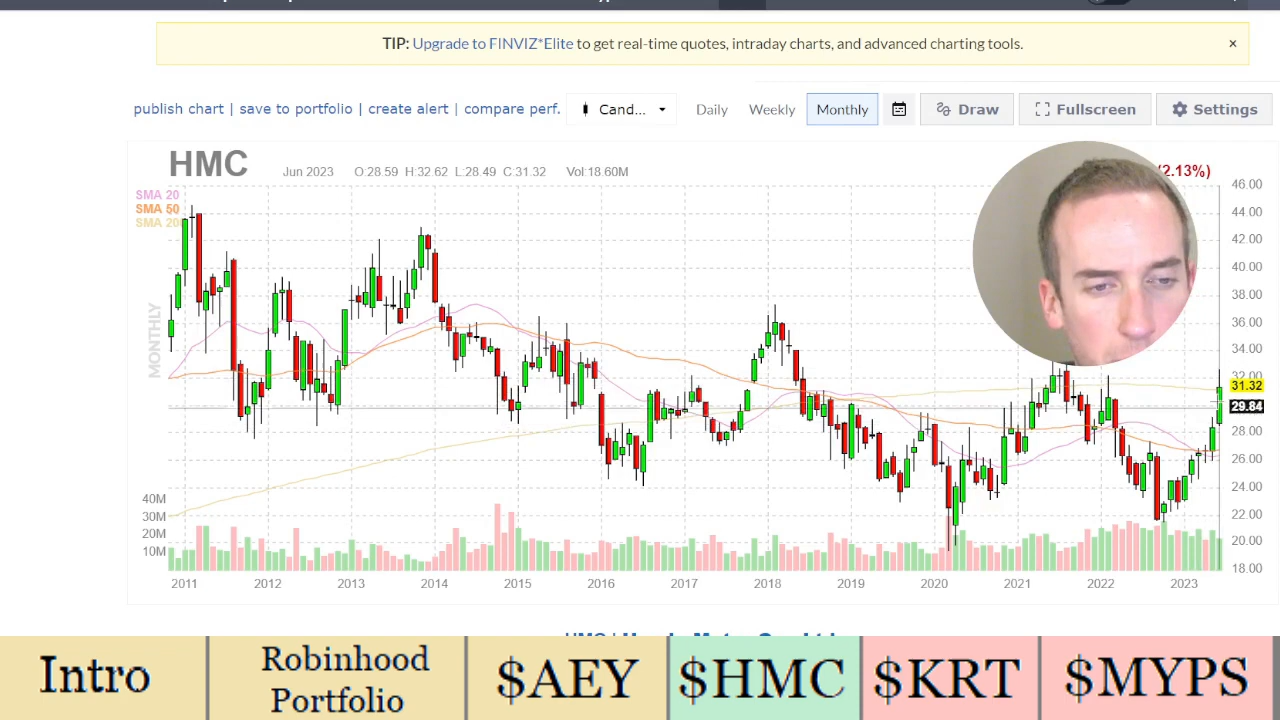 TIP: Upgrade to FINVIZ*Elite to get real-time quotes, intraday charts, and advanced charting tools. ×
publish chart | save to portfolio | create alert | compare perf. Cand... Daily Weekly Monthly Draw Fullscreen Settings
HMC Jun 2023 O:28.59 H:32.62 L:28.49 C:31.32 Vol:18.60M (2.13%)
SMA 20
SMA 50
SMA 200
MONTHLY
46.00
44.00
42.00
40.00
38.00
36.00
34.00
32.00
31.32
29.84
28.00
26.00
24.00
22.00
20.00
18.00
40M
30M
20M
10M
2011 2012 2013 2014 2015 2016 2017 2018 2019 2020 2021 2022 2023
Intro
Robinhood
Portfolio
$AEY
$HMC
$KRT
$MYPS